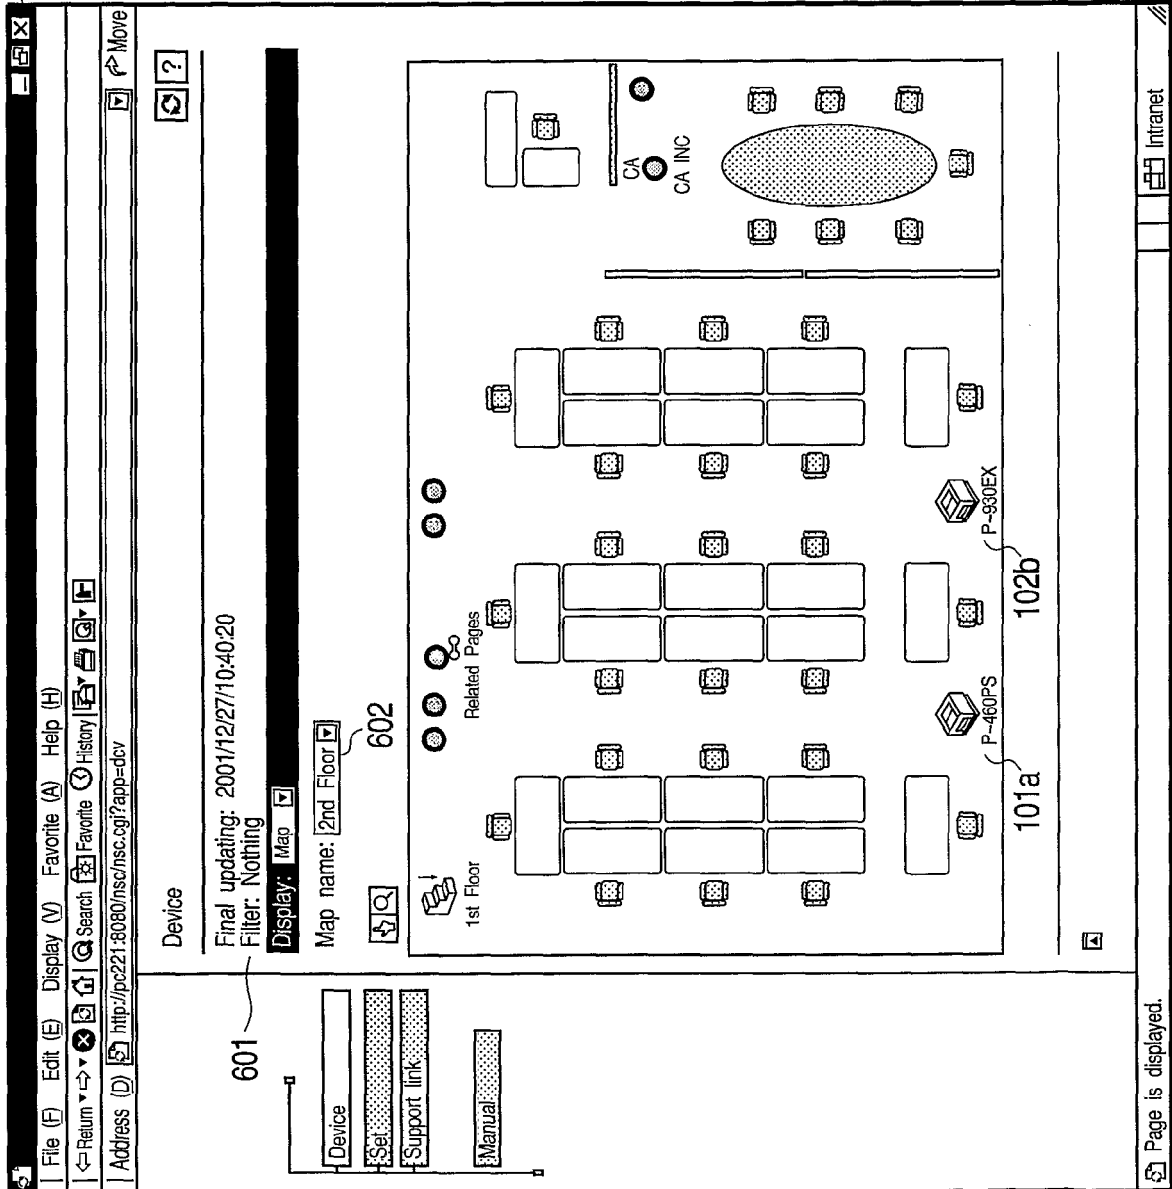 File (F) Edit (E) Display (V) Favorite (A) Help (H)
Return Search Favorite History
Address (D) http://pc221:8080/nsc/nsc.cgi?app=dcv Move
Device
Set
Support link
Manual
Device
?
Final updating: 2001/12/27/10:40:20
Filter: Nothing
601
Display: Map
Map name: 2nd Floor
602
1st Floor
Related Pages
CA
CA INC
P~460PS
101a
P~930EX
102b
Page is displayed.
Intranet